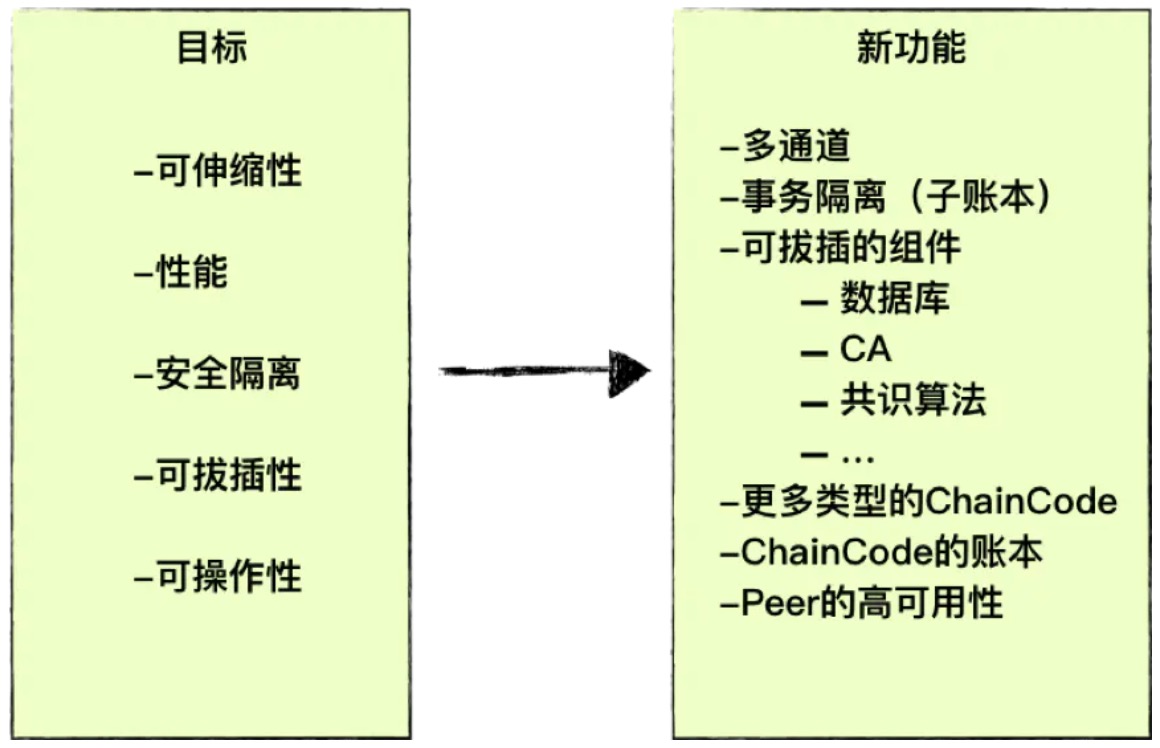 目标
–可伸缩性
–性能
–安全隔离
–可拔插性
–可操作性
新功能
–多通道
–事务隔离（子账本）
–可拔插的组件
— 数据库
— CA
— 共识算法
— ...
–更多类型的ChainCode
–ChainCode的账本
–Peer的高可用性